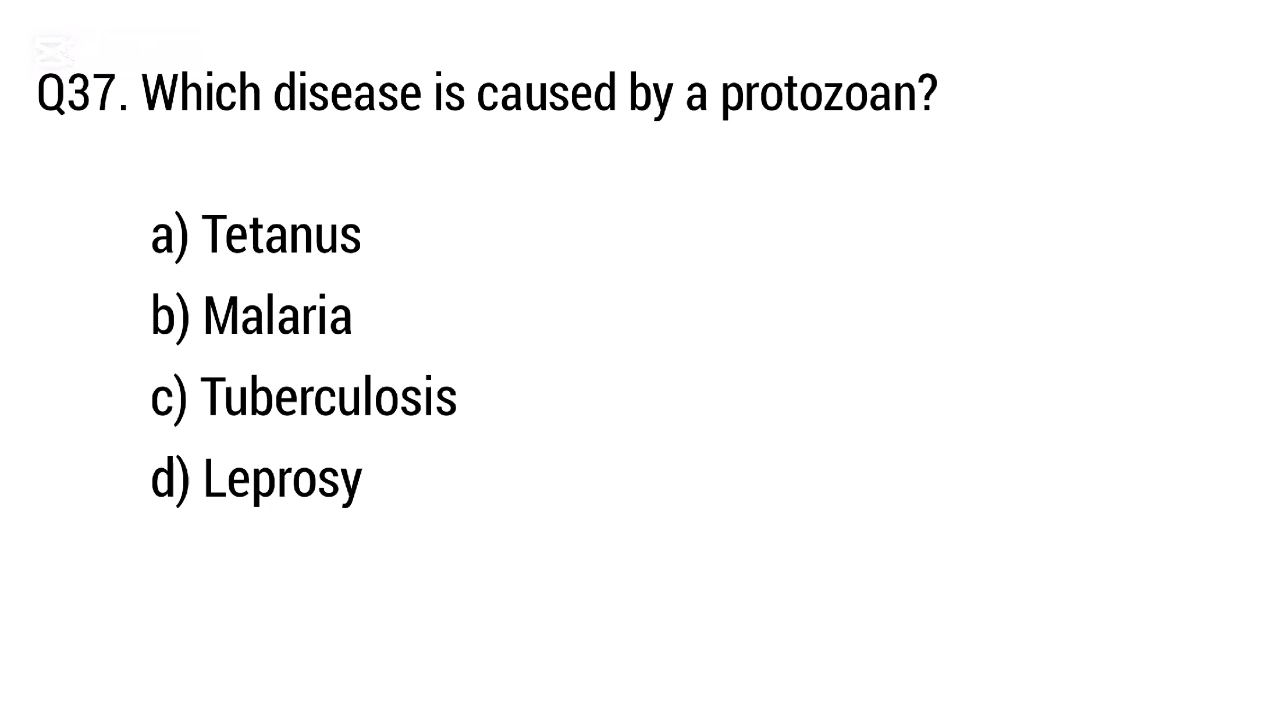 Q37. Which disease is caused by a protozoan?
a) Tetanus
b) Malaria
c) Tuberculosis
d) Leprosy